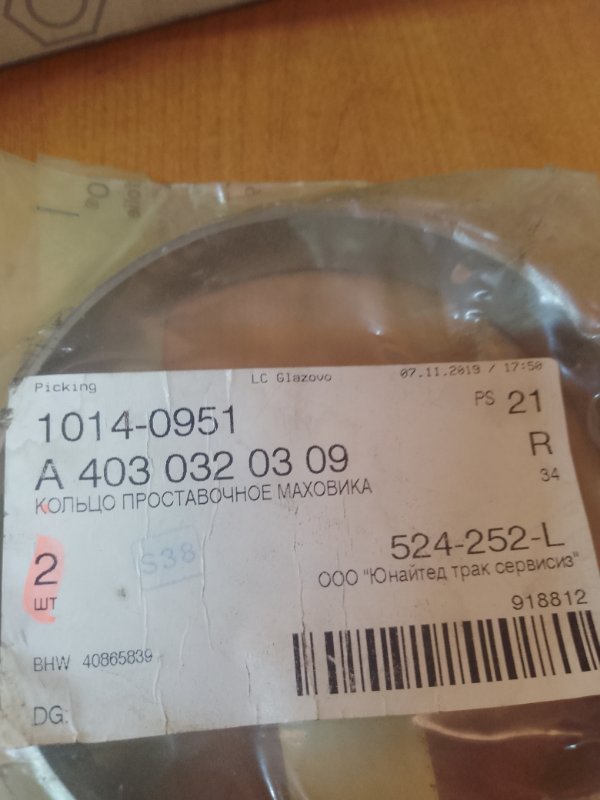 Picking LC Glazovo 07.11.2019 / 17:50
1014-0951 PS 21
A 403 032 03 09 R
КОЛЬЦО ПРОСТАВОЧНОЕ МАХОВИКА 34
2 S38 524-252-L
шт ООО "Юнайтед трак сервисиз"
918812
BHW 40865839
DG: